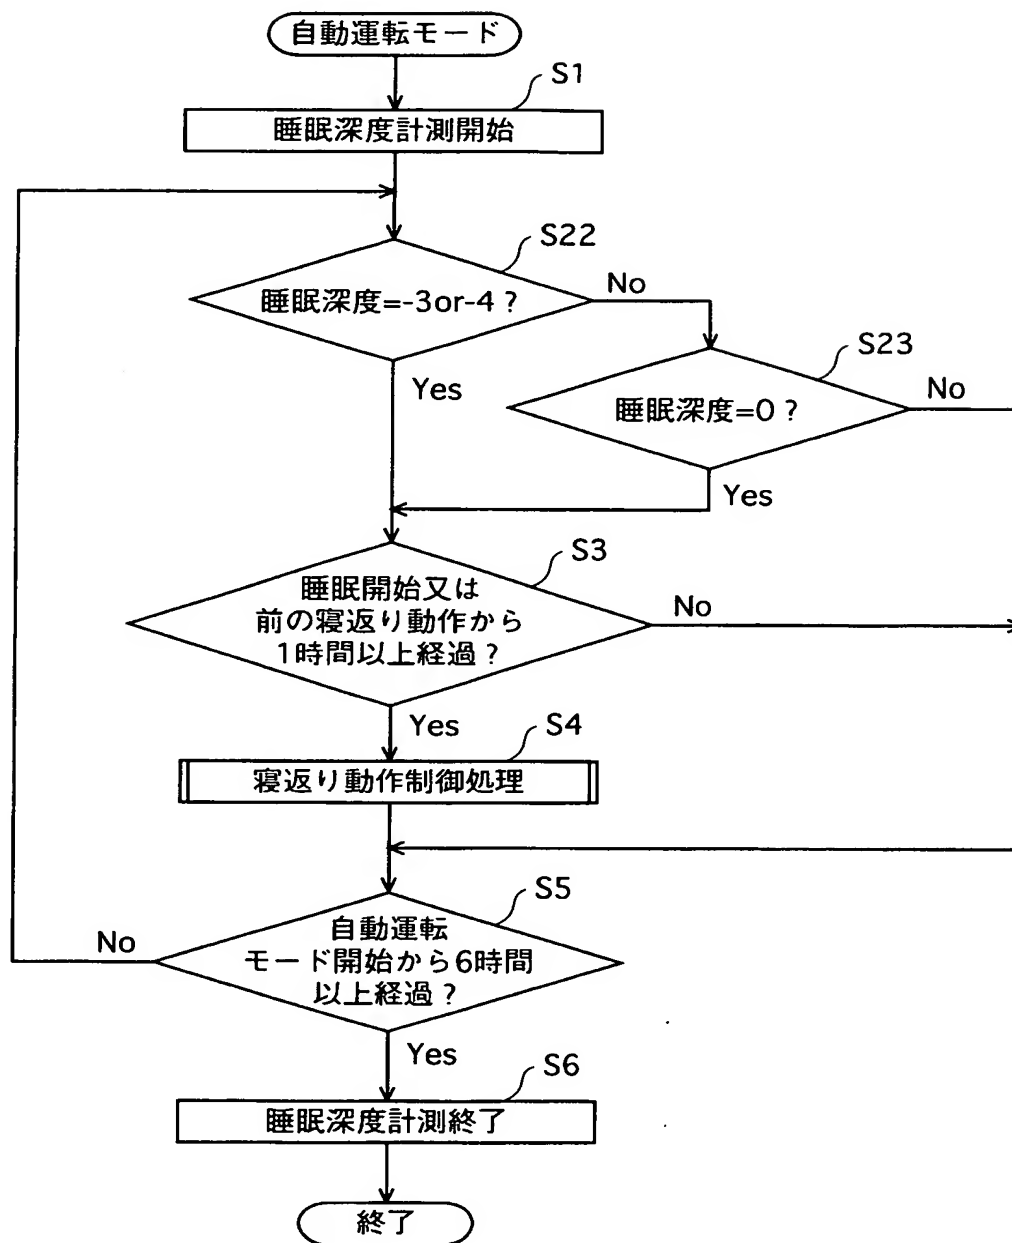 自動運転モード
S1
睡眠深度計測開始
S22
睡眠深度=-3or-4?
No
S23
Yes
睡眠深度=0?
No
Yes
S3
睡眠開始又は
前の寝返り動作から
1時間以上経過?
No
Yes
S4
寝返り動作制御処理
S5
自動運転
モード開始から6時間
以上経過?
No
Yes
S6
睡眠深度計測終了
終了